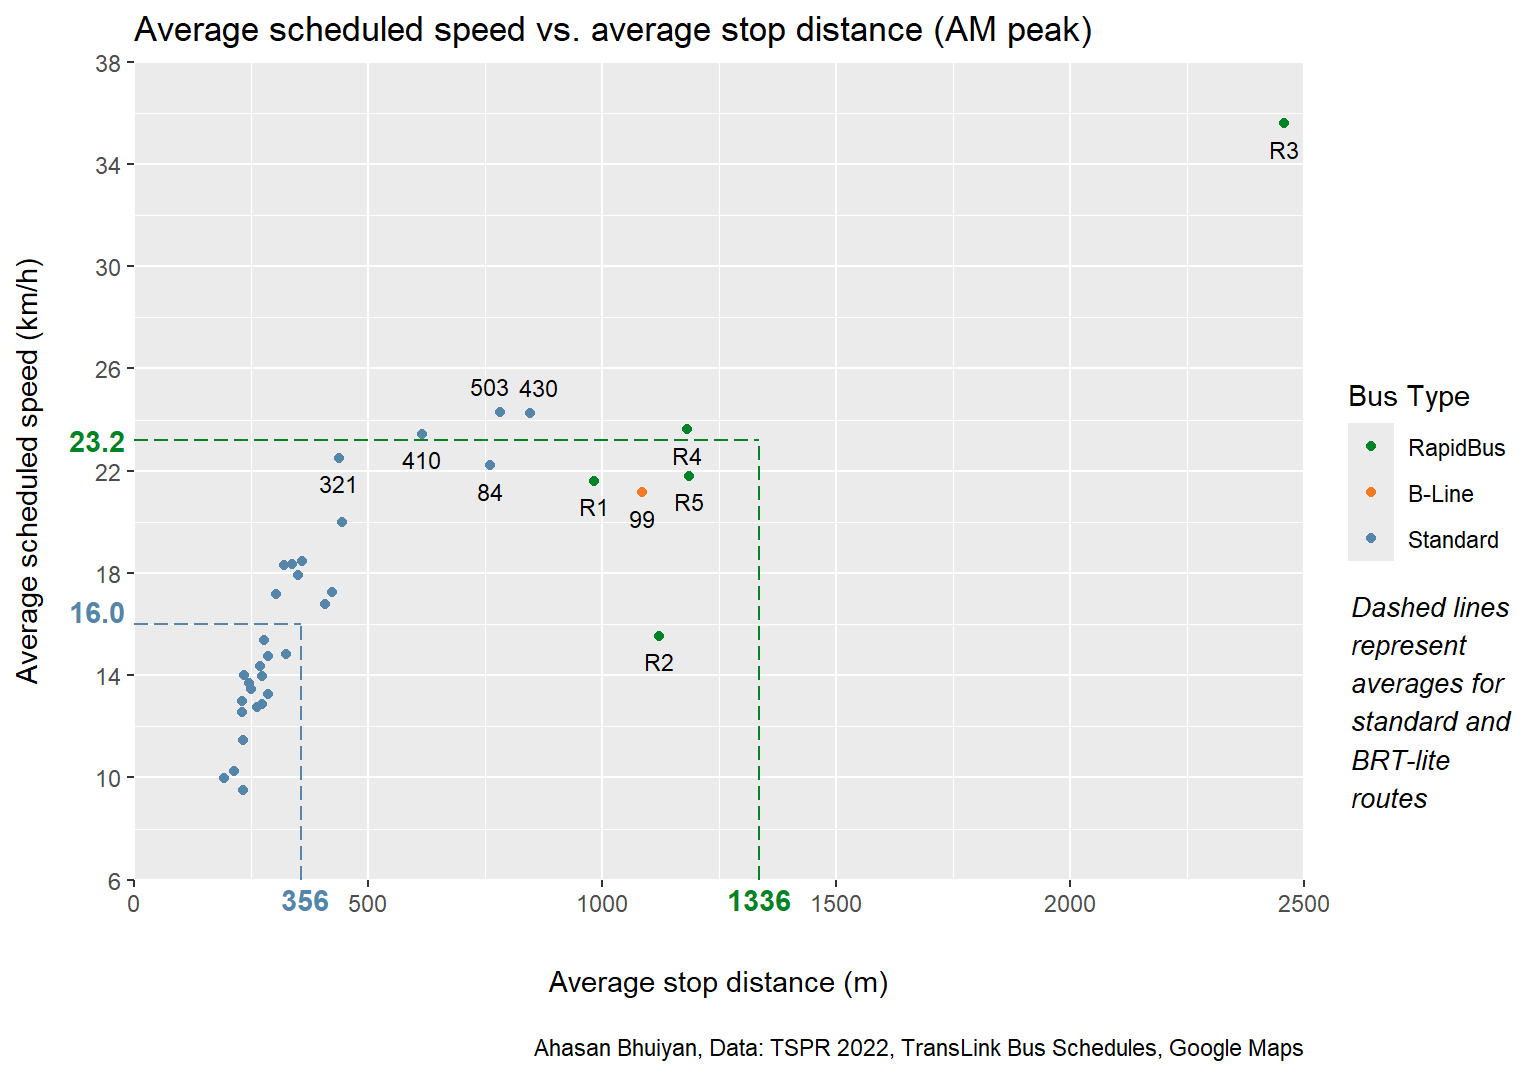 Average scheduled speed vs. average stop distance (AM peak)
Average scheduled speed (km/h)
38
34
30
26
23.2
22
18
16.0
14
10
6
R3
503
430
R4
410
321
84
R1
R5
99
R2
0
356
500
1000
1336
1500
2000
2500
Average stop distance (m)
Bus Type
RapidBus
B-Line
Standard
Dashed lines
represent
averages for
standard and
BRT-lite
routes
Ahasan Bhuiyan, Data: TSPR 2022, TransLink Bus Schedules, Google Maps